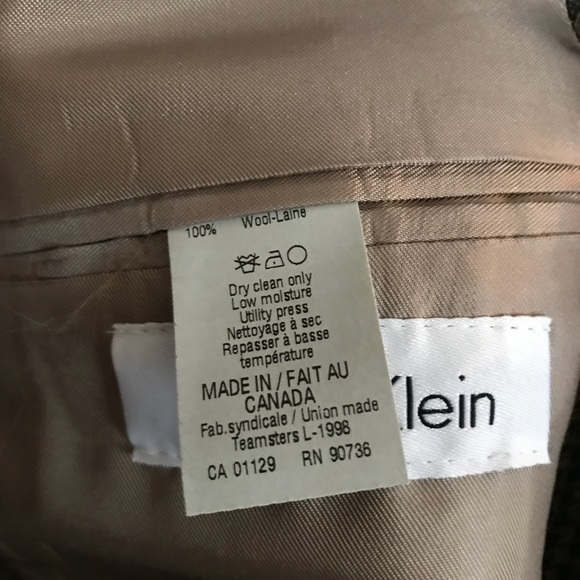 100% Wool-Laine
Dry clean only
Low moisture
Utility press
Nettoyage à sec
Repasser à basse
température
MADE IN / FAIT AU
CANADA
Fab.syndicale / Union made
Teamsters L-1998
CA 01129 RN 90736
Klein